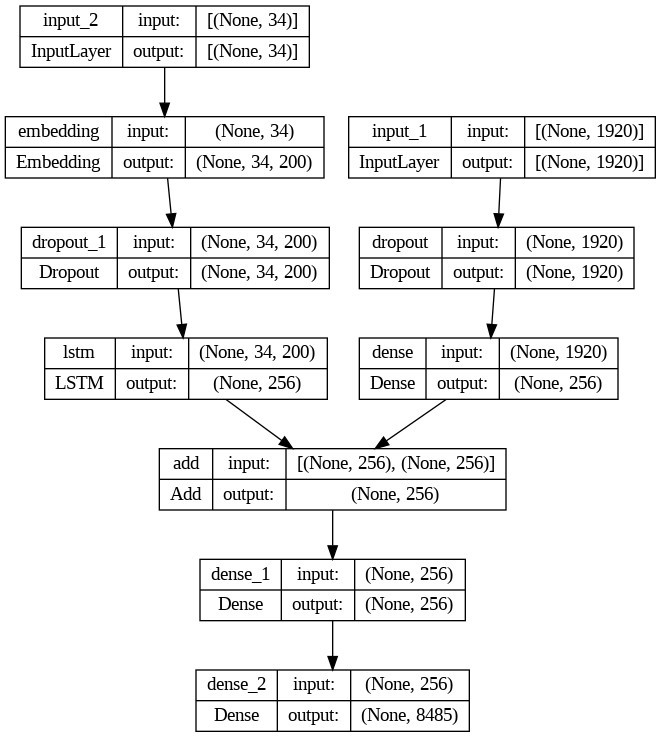 input_2 input: [(None, 34)]
InputLayer output: [(None, 34)]
embedding input: (None, 34)
Embedding output: (None, 34, 200)
input_1 input: [(None, 1920)]
InputLayer output: [(None, 1920)]
dropout_1 input: (None, 34, 200)
Dropout output: (None, 34, 200)
dropout input: (None, 1920)
Dropout output: (None, 1920)
lstm input: (None, 34, 200)
LSTM output: (None, 256)
dense input: (None, 1920)
Dense output: (None, 256)
add input: [(None, 256), (None, 256)]
Add output: (None, 256)
dense_1 input: (None, 256)
Dense output: (None, 256)
dense_2 input: (None, 256)
Dense output: (None, 8485)